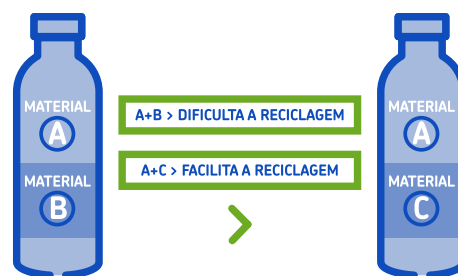 MATERIAL
A
MATERIAL
B
A+B > DIFICULTA A RECICLAGEM
A+C > FACILITA A RECICLAGEM
MATERIAL
A
MATERIAL
C